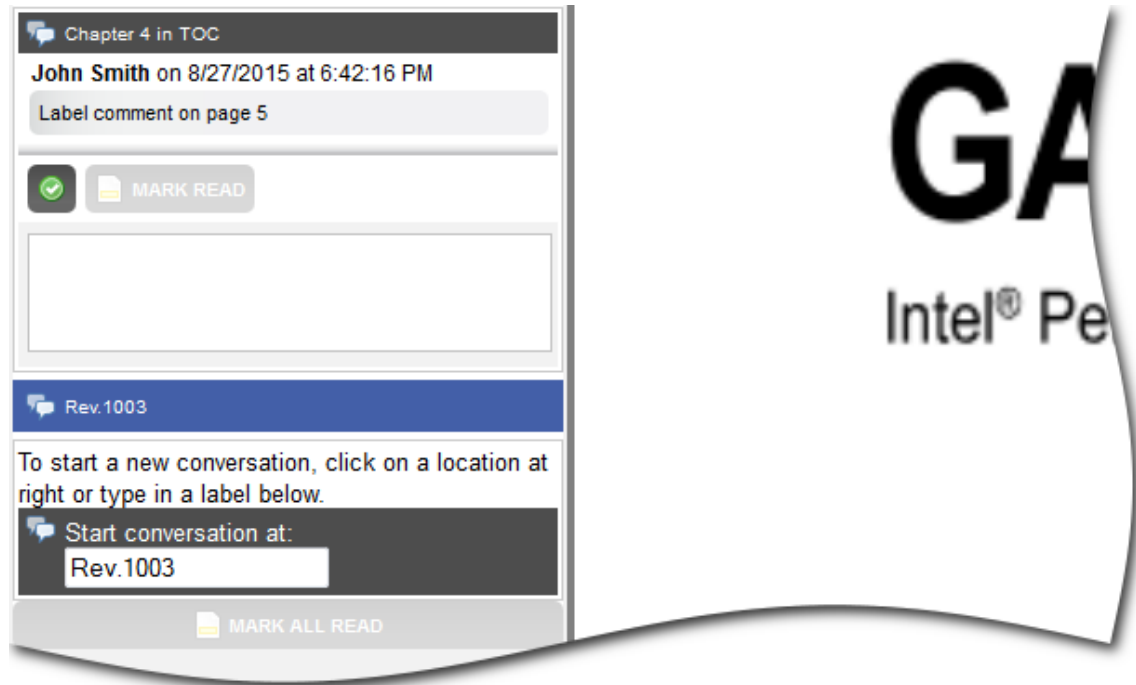 Chapter 4 in TOC
John Smith on 8/27/2015 at 6:42:16 PM
Label comment on page 5
MARK READ
Rev.1003
To start a new conversation, click on a location at
right or type in a label below.
Start conversation at:
Rev.1003
MARK ALL READ
GA
Intel® Pe